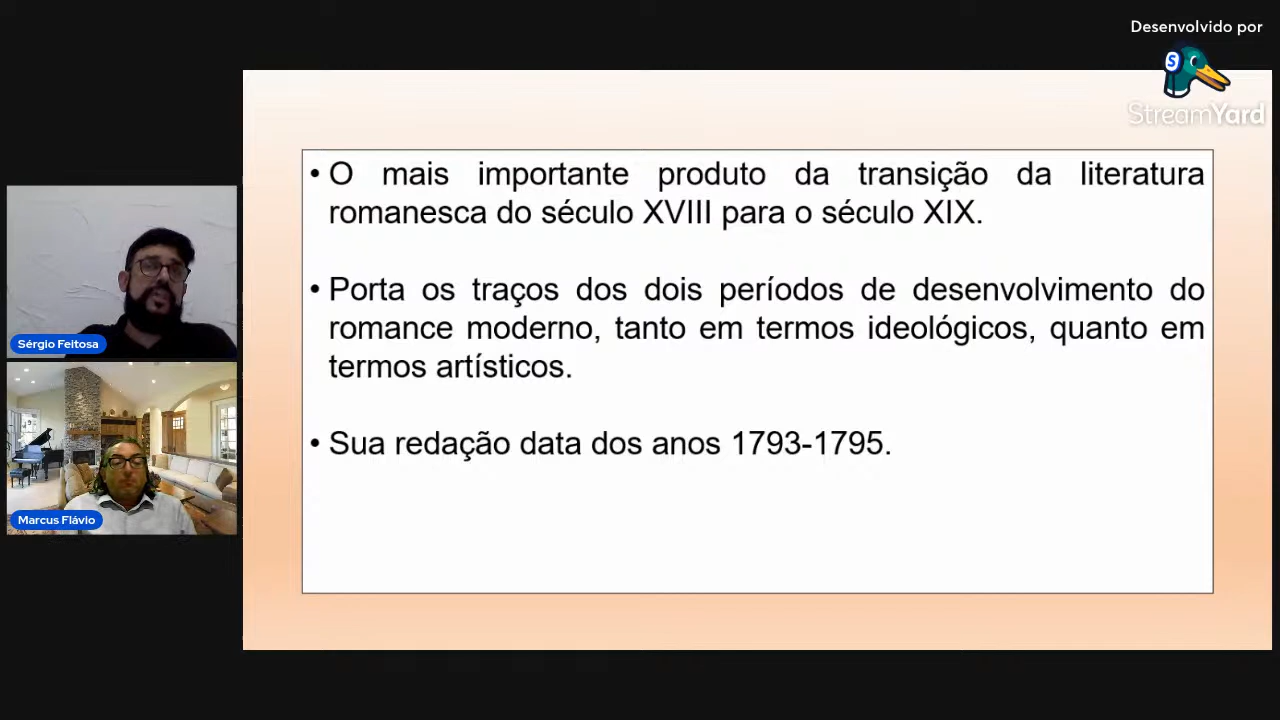 Desenvolvido por
S
StreamYard
• O mais importante produto da transição da literatura
romanesca do século XVIII para o século XIX.
• Porta os traços dos dois períodos de desenvolvimento do
romance moderno, tanto em termos ideológicos, quanto em
termos artísticos.
• Sua redação data dos anos 1793-1795.
Sérgio Feitosa
Marcus Flávio